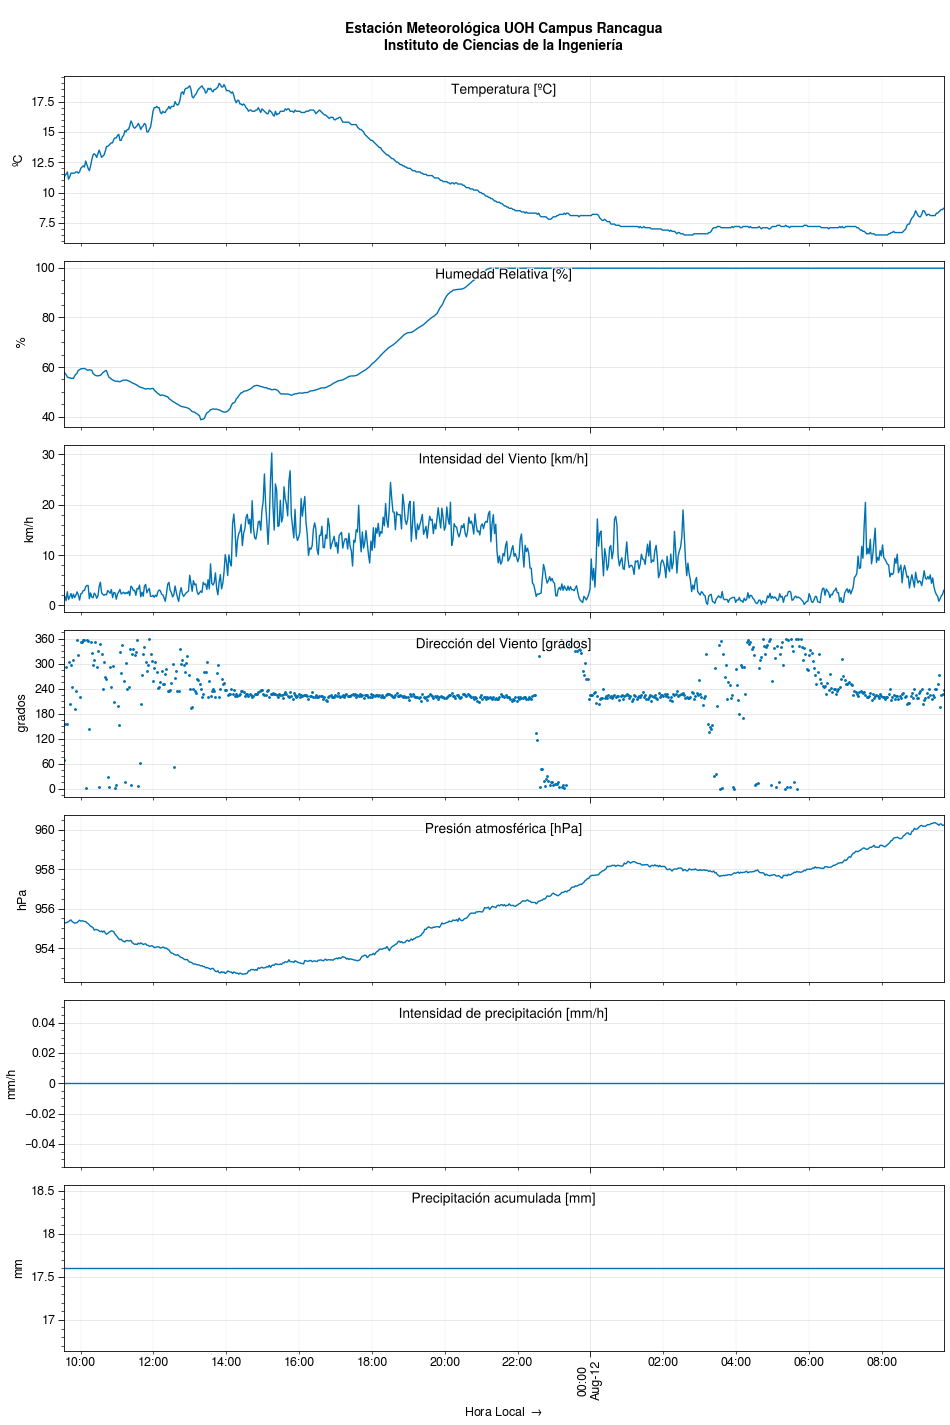 Estación Meteorológica UOH Campus Rancagua
Instituto de Ciencias de la Ingeniería
Temperatura [ºC]
ºC
17.5
15
12.5
10
7.5
Humedad Relativa [%]
%
100
80
60
40
Intensidad del Viento [km/h]
km/h
30
20
10
0
Dirección del Viento [grados]
grados
360
300
240
180
120
60
0
Presión atmosférica [hPa]
hPa
960
958
956
954
Intensidad de precipitación [mm/h]
mm/h
0.04
0.02
0
−0.02
−0.04
Precipitación acumulada [mm]
mm
18.5
18
17.5
17
10:00 12:00 14:00 16:00 18:00 20:00 22:00 00:00 02:00 04:00 06:00 08:00
Aug-12
Hora Local →